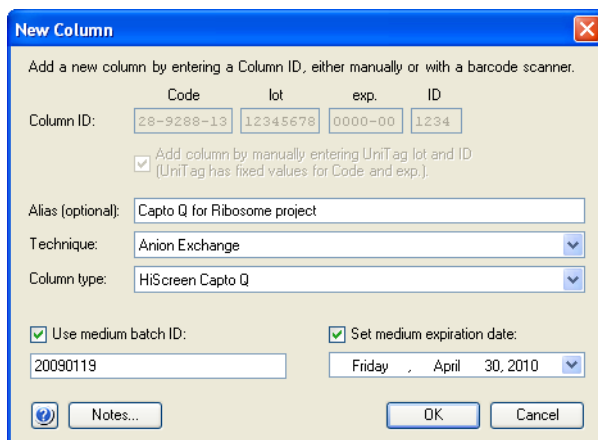 New Column
Add a new column by entering a Column ID, either manually or with a barcode scanner.
Code lot exp. ID
Column ID: 28-9288-13 12345678 0000-00 1234
Add column by manually entering UniTag lot and ID
(UniTag has fixed values for Code and exp.).
Alias (optional): Capto Q for Ribosome project
Technique: Anion Exchange
Column type: HiScreen Capto Q
Use medium batch ID: Set medium expiration date:
20090119 Friday , April 30, 2010
? Notes... OK Cancel